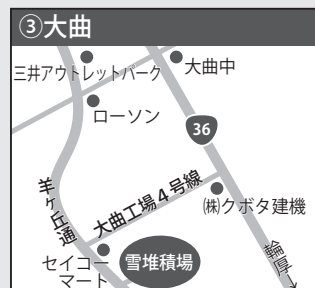 ③大曲
三井アウトレットパーク
大曲中
ローソン
36
羊ヶ丘通
大曲工場4号線
㈱クボタ建機
セイコー
マート
雪堆積場
輪厚→